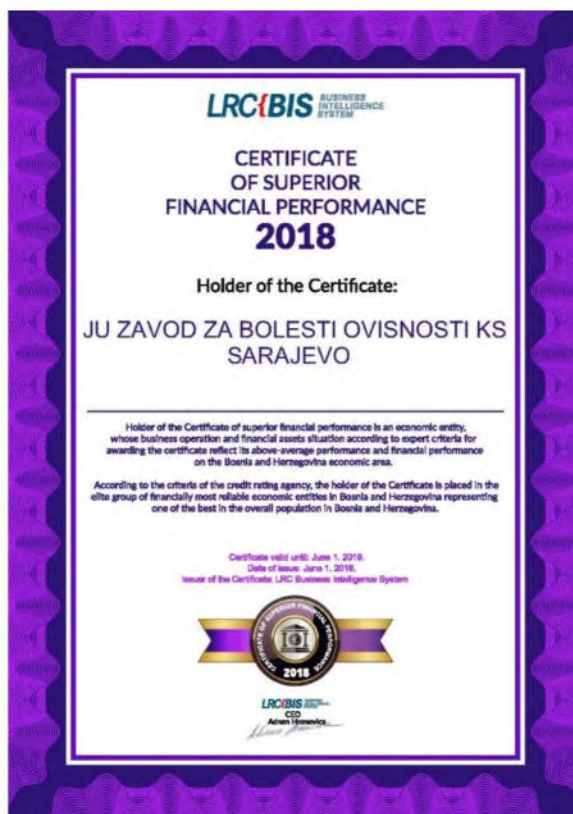 LRC{BIS BUSINESS
INTELLIGENCE
SYSTEM
CERTIFICATE
OF SUPERIOR
FINANCIAL PERFORMANCE
2018
Holder of the Certificate:
JU ZAVOD ZA BOLESTI OVISNOSTI KS
SARAJEVO
Holder of the Certificate of superior financial performance is an economic entity,
whose business operation and financial assets situation according to expert criteria for
awarding the certificate reflect its above-average performance and financial performance
on the Bosnia and Herzegovina economic area.
According to the criteria of the credit rating agency, the holder of the Certificate is placed in the
elite group of financially most reliable economic entities in Bosnia and Herzegovina representing
one of the best in the overall population in Bosnia and Herzegovina.
Certificate valid until: June 1, 2019.
Date of issue: June 1, 2018.
Issuer of the Certificate: LRC Business Intelligence System
CERTIFICATE OF SUPERIOR FINANCIAL PERFORMANCE
2018
LRC{BIS
CEO
Adnan